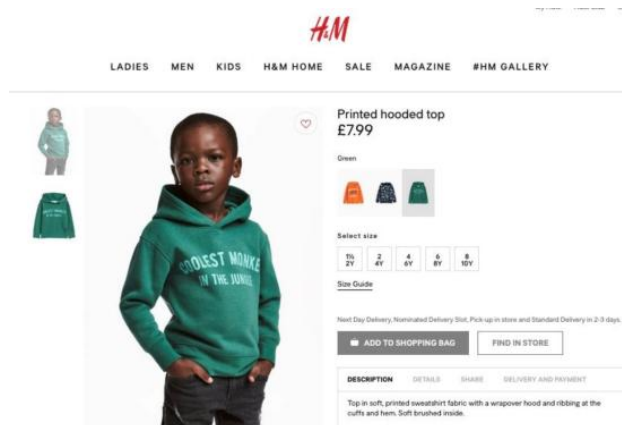 H&M
LADIES MEN KIDS H&M HOME SALE MAGAZINE #HM GALLERY
Printed hooded top
£7.99
Green
COOLEST MONKE
IN THE JUNGL
Select size
1½ 2 4 6 8
2Y 4Y 6Y 8Y 10Y
Size Guide
Next Day Delivery, Nominated Delivery Slot, Pick up in store and Standard Delivery in 2-3 days.
ADD TO SHOPPING BAG FIND IN STORE
DESCRIPTION DETAILS SHARE DELIVERY AND PAYMENT
Top in soft, printed sweatshirt fabric with a wrapover hood and ribbing at the
cuffs and hem. Soft brushed inside.